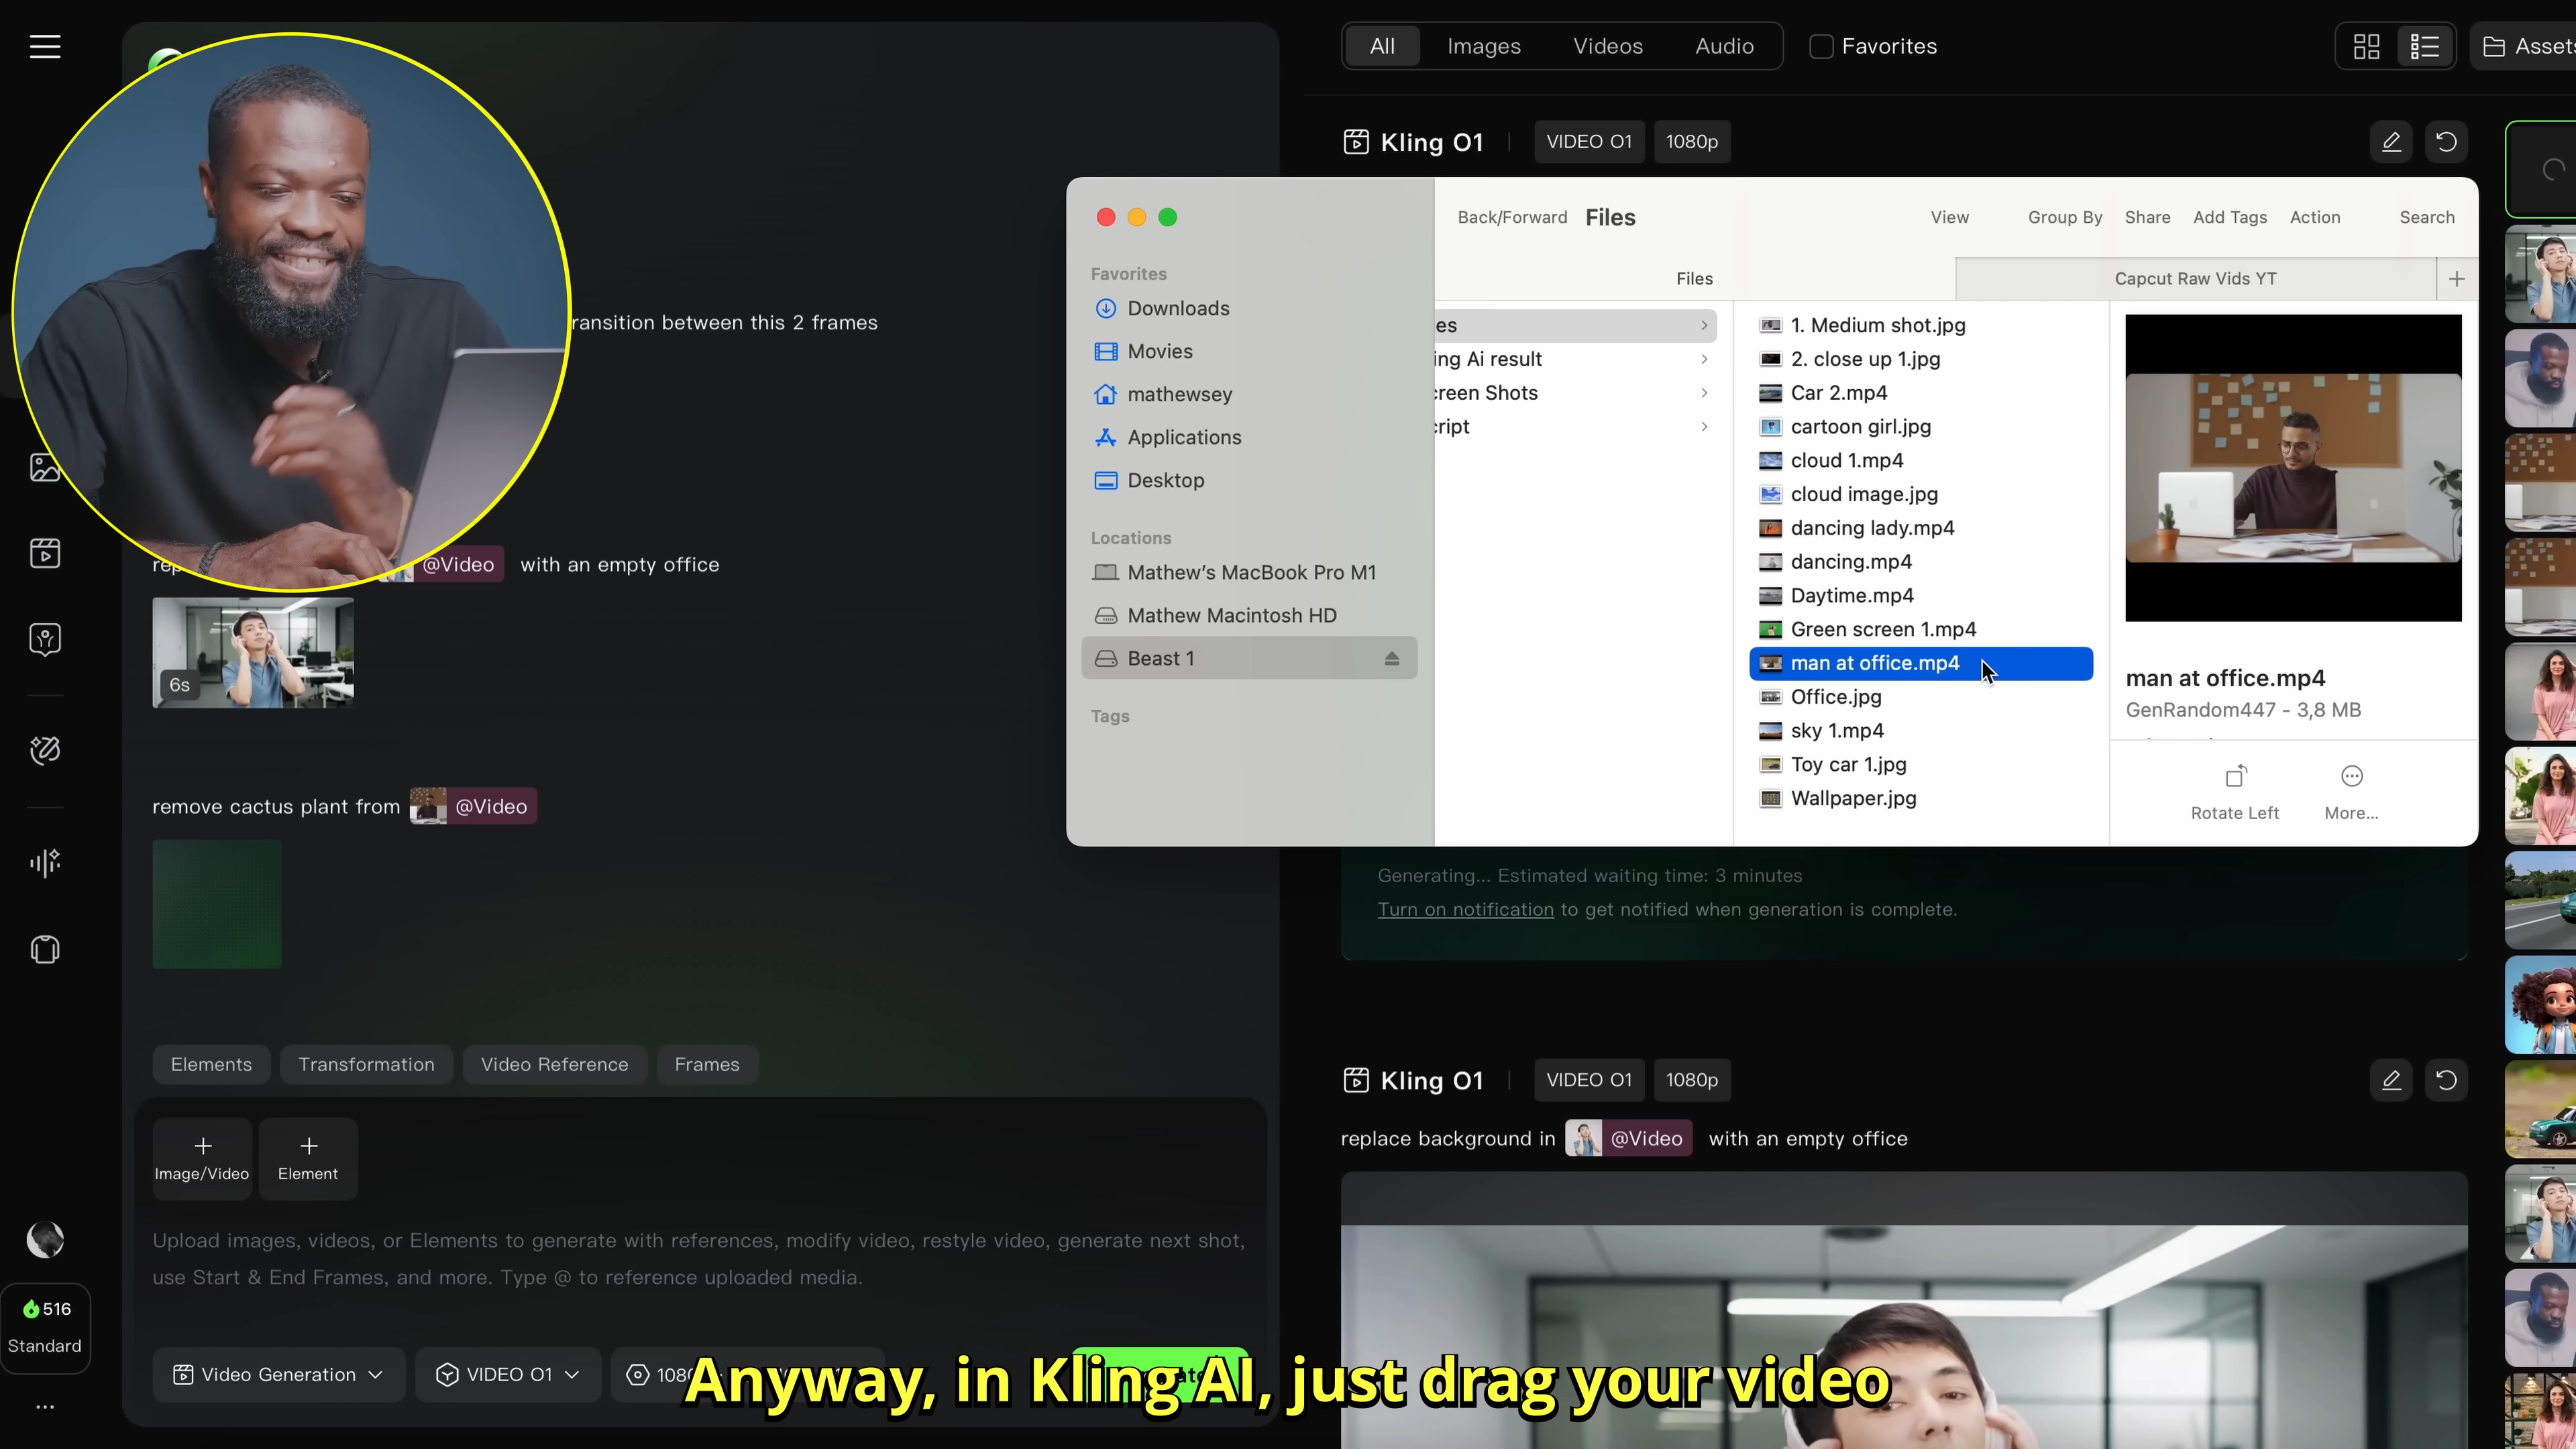 All Images Videos Audio Favorites
Kling O1 VIDEO O1 1080p
ransition between this 2 frames
@Video with an empty office
6s
remove cactus plant from @Video
Back/Forward Files View Group By Share Add Tags Action Search
Files Capcut Raw Vids YT
Favorites
Downloads
Movies
mathewsey
Applications
Desktop
Locations
Mathew’s MacBook Pro M1
Mathew Macintosh HD
Beast 1
Tags
es
ing Ai result
creen Shots
cript
1. Medium shot.jpg
2. close up 1.jpg
Car 2.mp4
cartoon girl.jpg
cloud 1.mp4
cloud image.jpg
dancing lady.mp4
dancing.mp4
Daytime.mp4
Green screen 1.mp4
man at office.mp4
Office.jpg
sky 1.mp4
Toy car 1.jpg
Wallpaper.jpg
man at office.mp4
GenRandom447 - 3,8 MB
Rotate Left More...
Generating... Estimated waiting time: 3 minutes
Turn on notification to get notified when generation is complete.
Elements Transformation Video Reference Frames
Image/Video Element
Upload images, videos, or Elements to generate with references, modify video, restyle video, generate next shot,
use Start & End Frames, and more. Type @ to reference uploaded media.
516
Standard
Video Generation VIDEO O1
Kling O1 VIDEO O1 1080p
replace background in @Video with an empty office
Anyway, in Kling AI, just drag your video